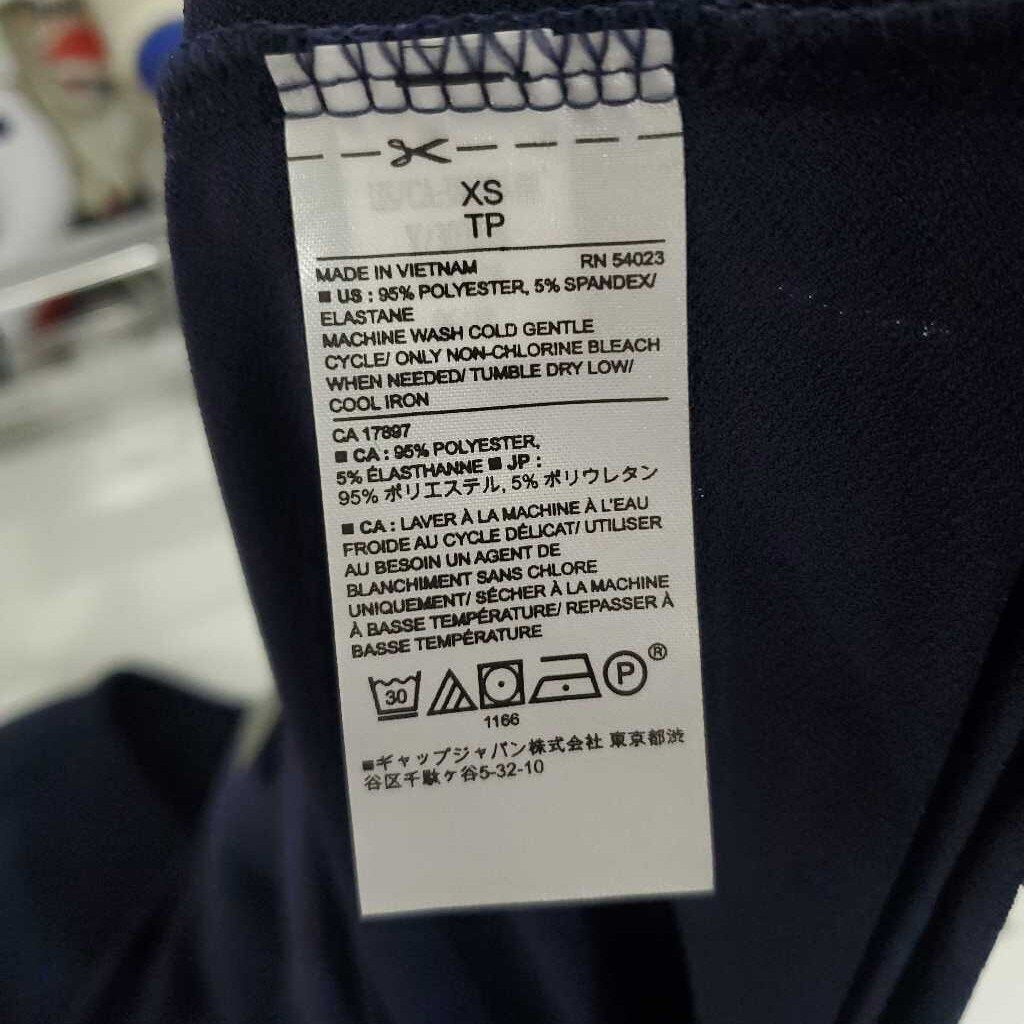 XS
TP
MADE IN VIETNAM RN 54023
■ US : 95% POLYESTER, 5% SPANDEX/
ELASTANE
MACHINE WASH COLD GENTLE
CYCLE/ ONLY NON-CHLORINE BLEACH
WHEN NEEDED/ TUMBLE DRY LOW/
COOL IRON
CA 17897
■ CA : 95% POLYESTER,
5% ÉLASTHANNE ■ JP :
95% ポリエステル, 5% ポリウレタン
■ CA : LAVER À LA MACHINE À L'EAU
FROIDE AU CYCLE DÉLICAT/ UTILISER
AU BESOIN UN AGENT DE
BLANCHIMENT SANS CHLORE
UNIQUEMENT/ SÉCHER À LA MACHINE
À BASSE TEMPÉRATURE/ REPASSER À
BASSE TEMPÉRATURE
30 P ®
1166
■ギャップジャパン株式会社 東京都渋
谷区千駄ヶ谷5-32-10